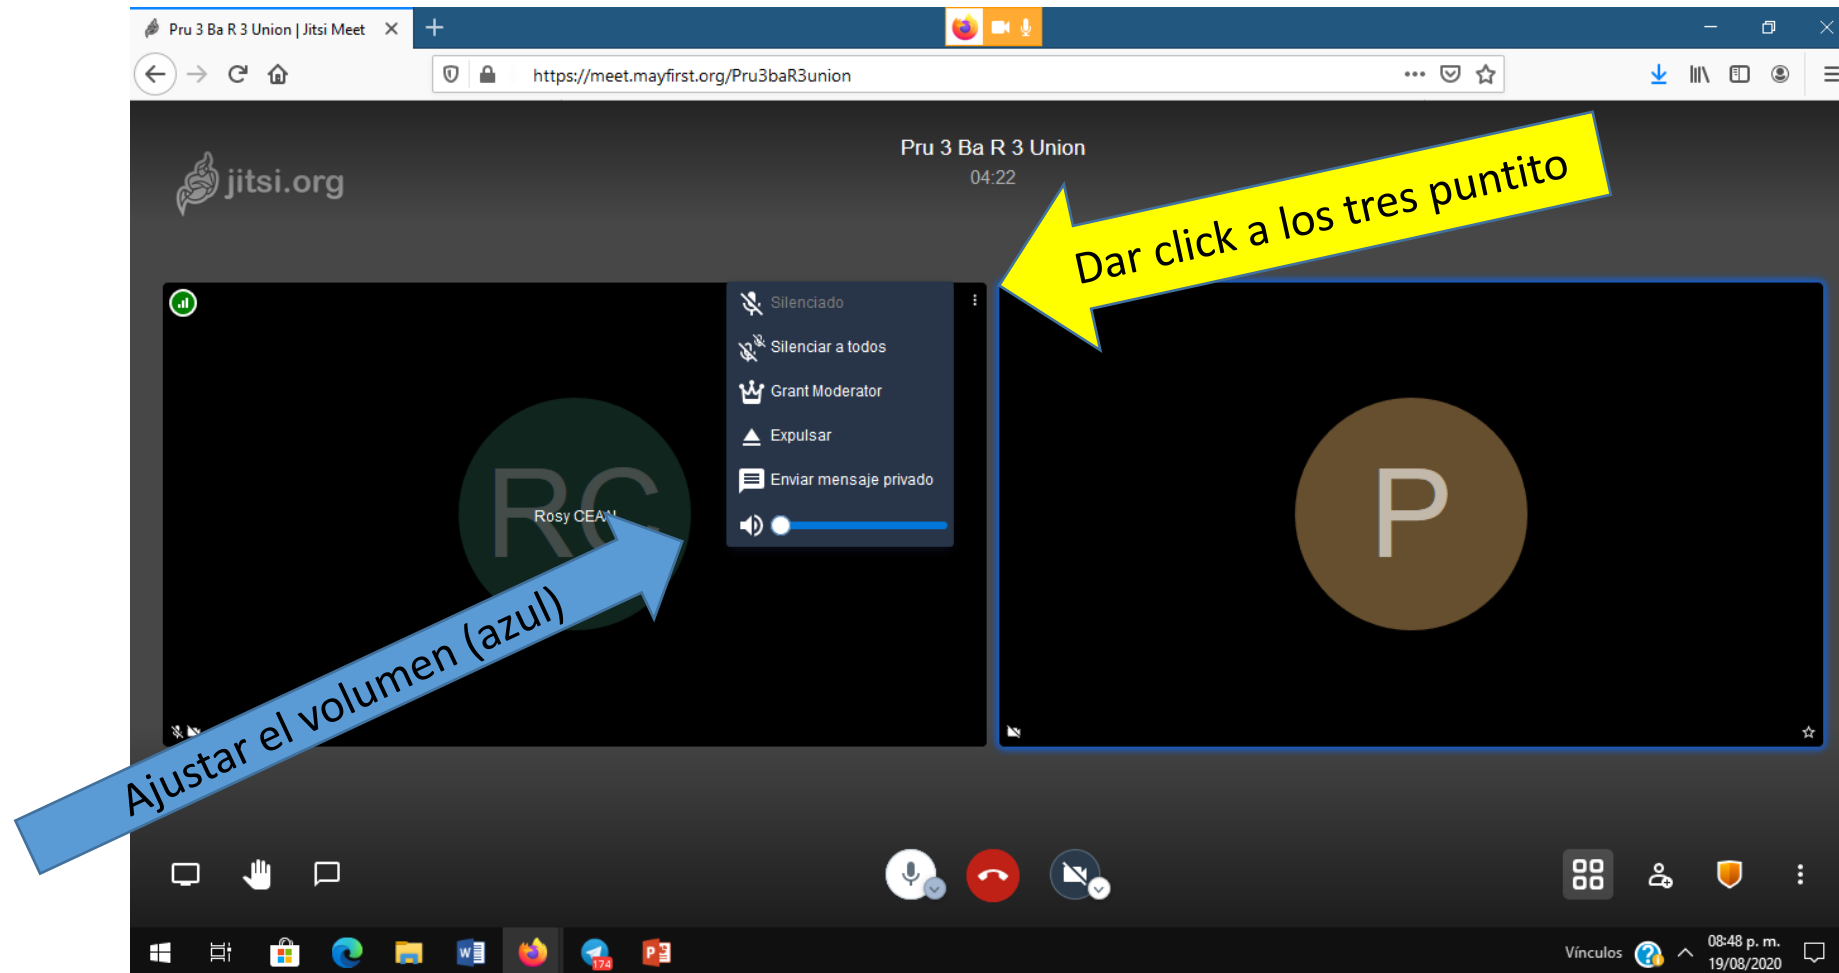 Pru 3 Ba R 3 Union | Jitsi Meet
https://meet.mayfirst.org/Pru3baR3union
jitsi.org
Pru 3 Ba R 3 Union
04:22
Dar click a los tres puntito
Silenciado
Silenciar a todos
Grant Moderator
Expulsar
Enviar mensaje privado
RC
Rosy CEAN
P
Ajustar el volumen (azul)
174
Vínculos
08:48 p. m.
19/08/2020